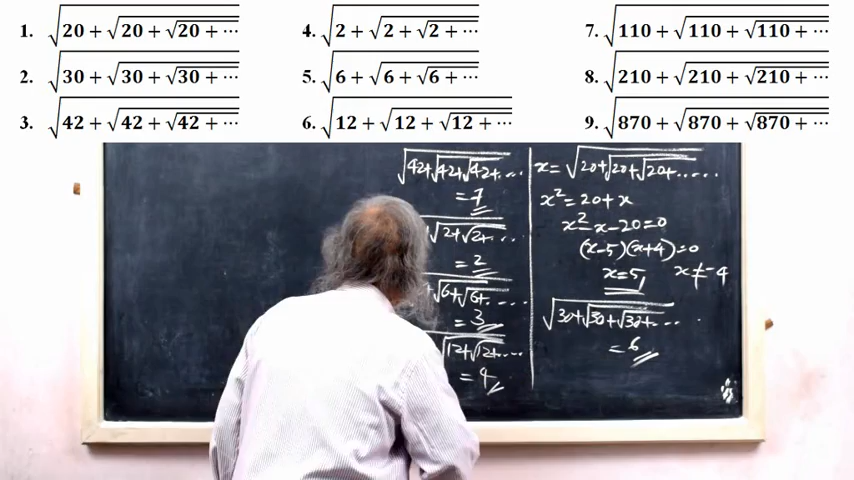 1. √20 + √20 + √20 + ⋯
2. √30 + √30 + √30 + ⋯
3. √42 + √42 + √42 + ⋯
4. √2 + √2 + √2 + ⋯
5. √6 + √6 + √6 + ⋯
6. √12 + √12 + √12 + ⋯
7. √110 + √110 + √110 + ⋯
8. √210 + √210 + √210 + ⋯
9. √870 + √870 + √870 + ⋯
√42+√42+√42+....
= 7
√2+√2+...
= 2
+√6+√6+....
= 3
√12+√12+...
= 4
x = √20+√20+√20+.....
x² = 20+x
x²-x-20=0
(x-5)(x+4)=0
x=5, x≠-4
√30+√30+√30+....
= 6